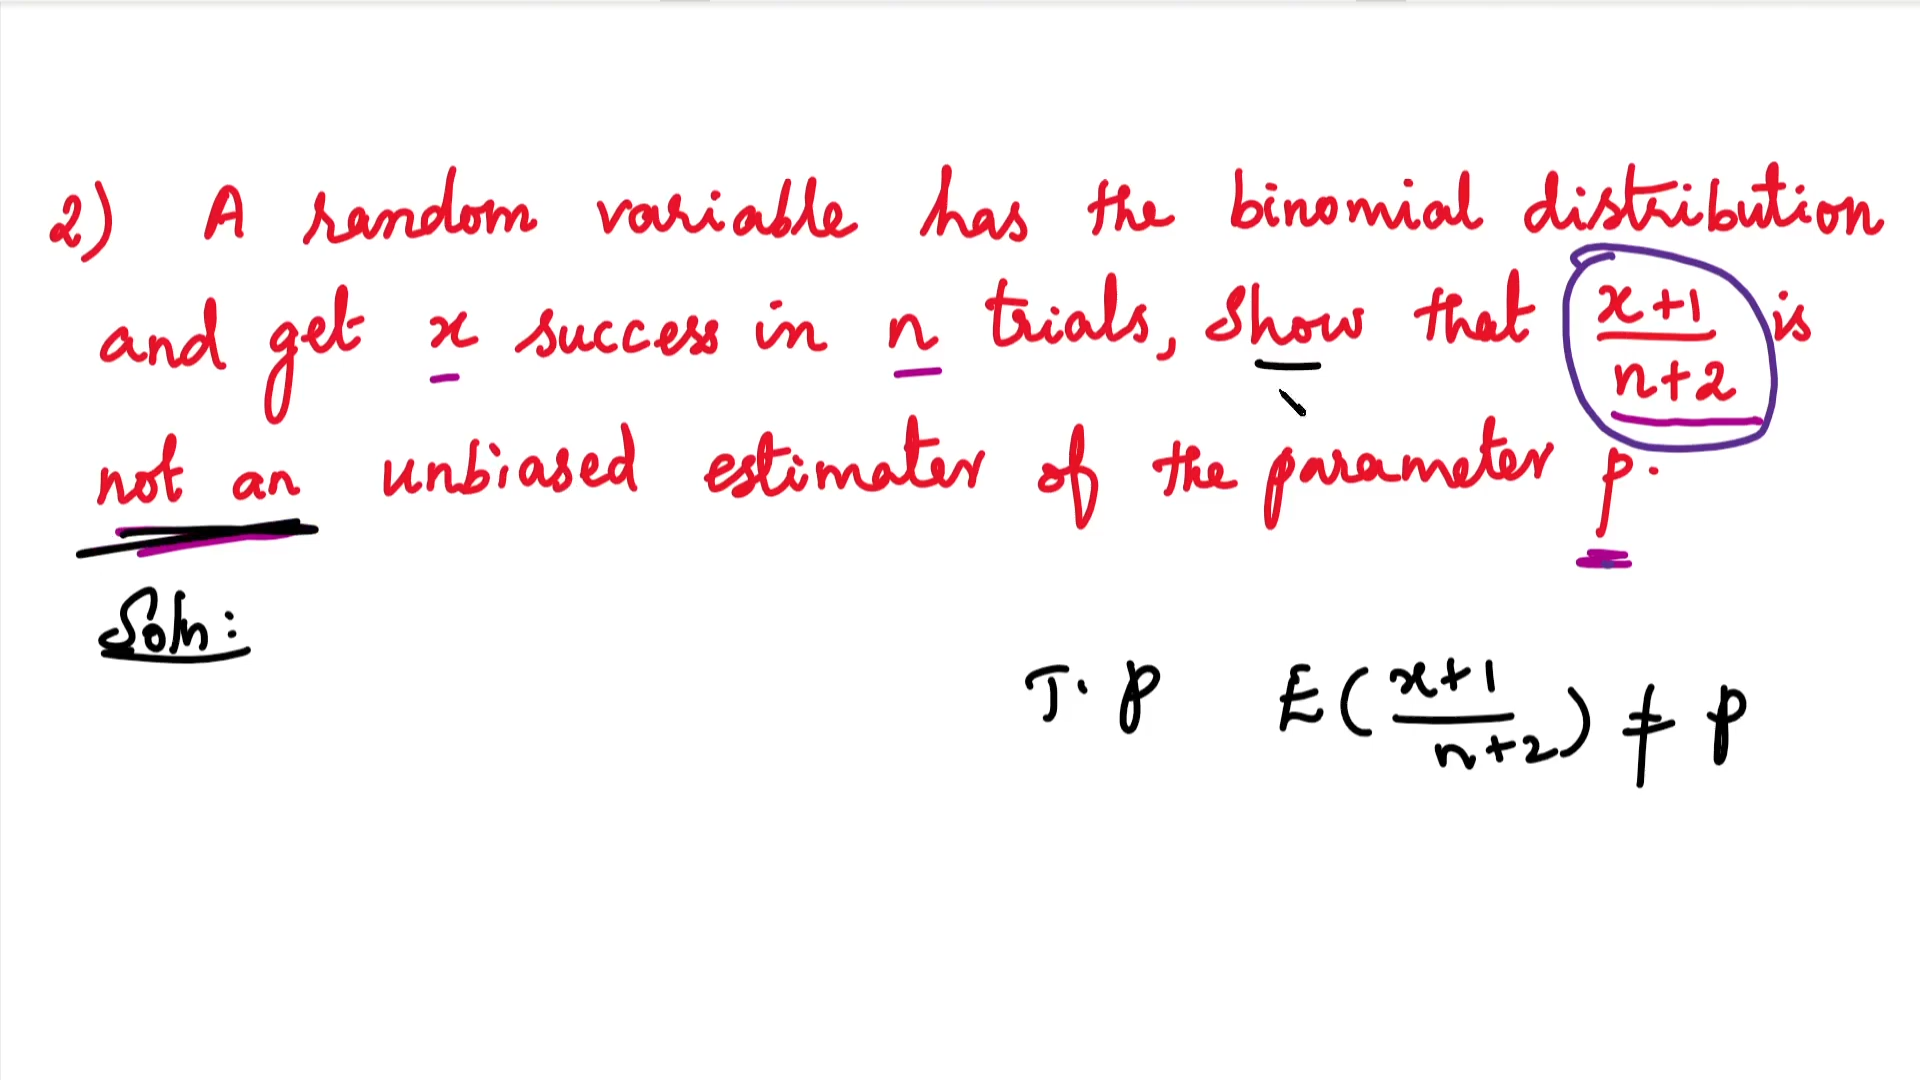 2) A random variable has the binomial distribution
and get x success in n trials, show that x+1/n+2 is
not an unbiased estimater of the parameter p.
Soln:
T.P E(x+1/n+2) ≠ p